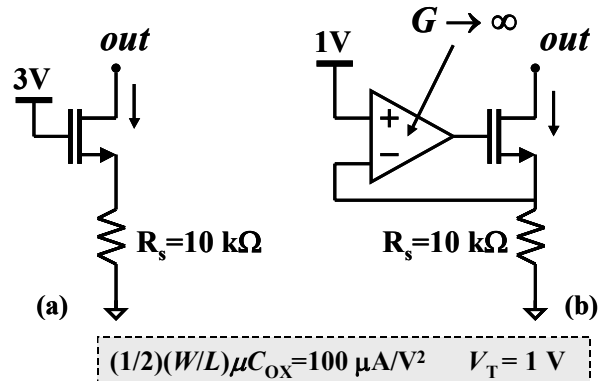 out
3V
R_s=10 kΩ
(a)
G → ∞
1V
+
−
out
R_s=10 kΩ
(b)
(1/2)(W/L)μC_OX=100 μA/V² V_T = 1 V